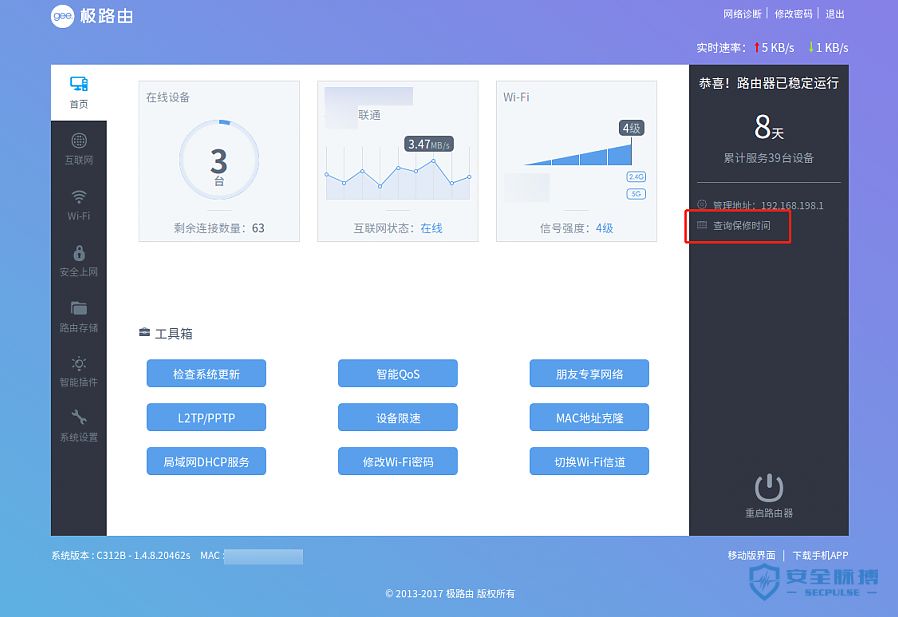 gee 极路由
网络诊断 | 修改密码 | 退出
实时速率: ↑5 KB/s ↓1 KB/s
首页
互联网
Wi-Fi
安全上网
路由存储
智能插件
系统设置
在线设备
3
台
剩余连接数量: 63
联通
3.47MB/s
互联网状态: 在线
Wi-Fi
4级
2.4G
5G
信号强度: 4级
恭喜! 路由器已稳定运行
8天
累计服务39台设备
管理地址: 192.168.198.1
查询保修时间
重启路由器
工具箱
检查系统更新 智能QoS 朋友专享网络
L2TP/PPTP 设备限速 MAC地址克隆
局域网DHCP服务 修改Wi-Fi密码 切换Wi-Fi信道
系统版本 : C312B - 1.4.8.20462s MAC :
移动版界面 | 下载手机APP
© 2013-2017 极路由 版权所有
安全脉搏
SECPULSE